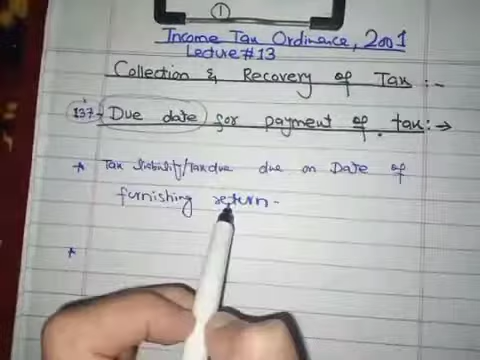 ①
Income Tax Ordinance, 2001
Lecture #13
Collection & Recovery of Tax :-
137- Due date for payment of tax:→
* Tax liability/Tax due due on Date of
furnishing return.
*